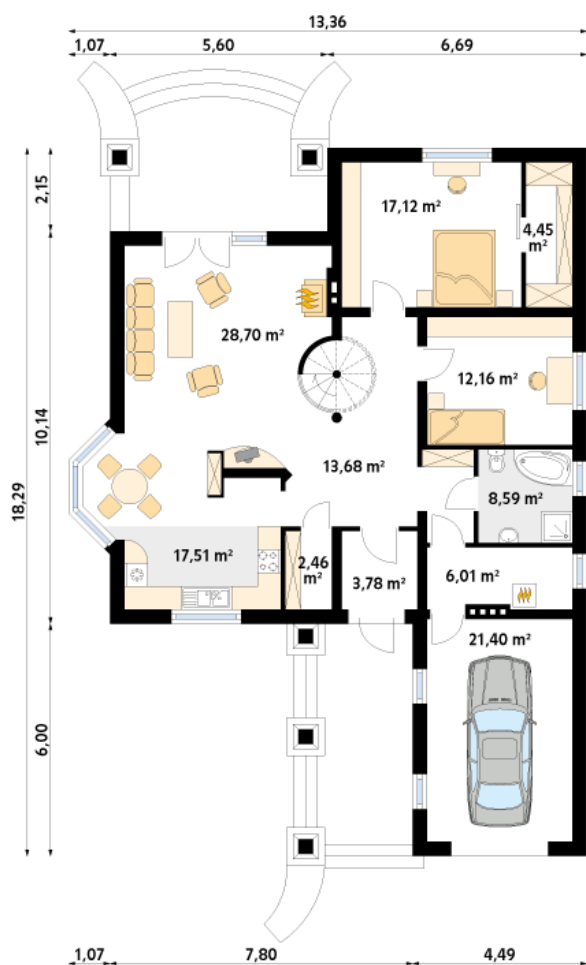 13,36
1,07 5,60 6,69
2,15
17,12 m²
4,45
m²
28,70 m²
12,16 m²
10,14
18,29
13,68 m²
8,59 m²
17,51 m²
2,46
m²
3,78 m²
6,01 m²
21,40 m²
6,00
1,07 7,80 4,49